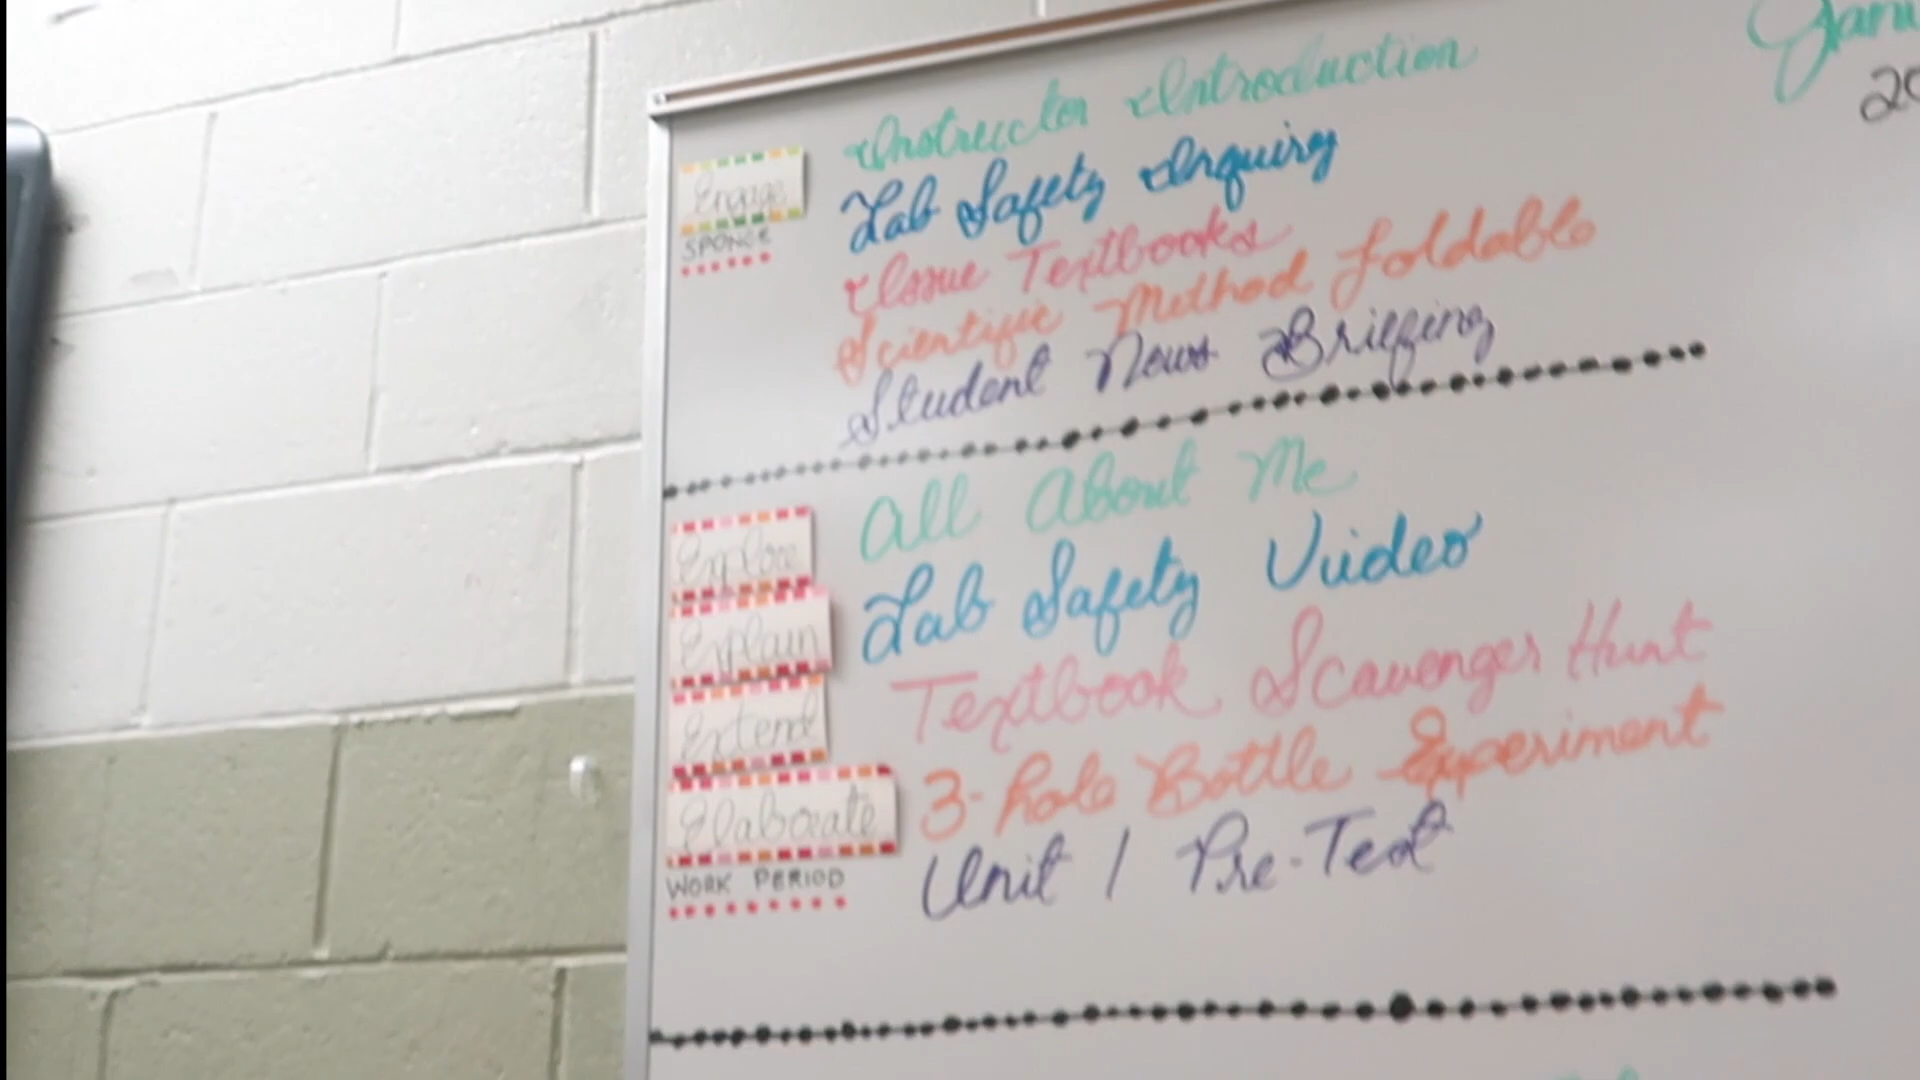 Instructor Introduction
Lab Safety Inquiry
Issue Textbooks
Scientific Method Foldable
Student News Briefing
Engage
SPONGE
All About Me
Lab Safety Video
Textbook Scavenger Hunt
3-hole Bottle Experiment
Unit 1 Pre-Test
Explore
Explain
Extend
Elaborate
WORK PERIOD